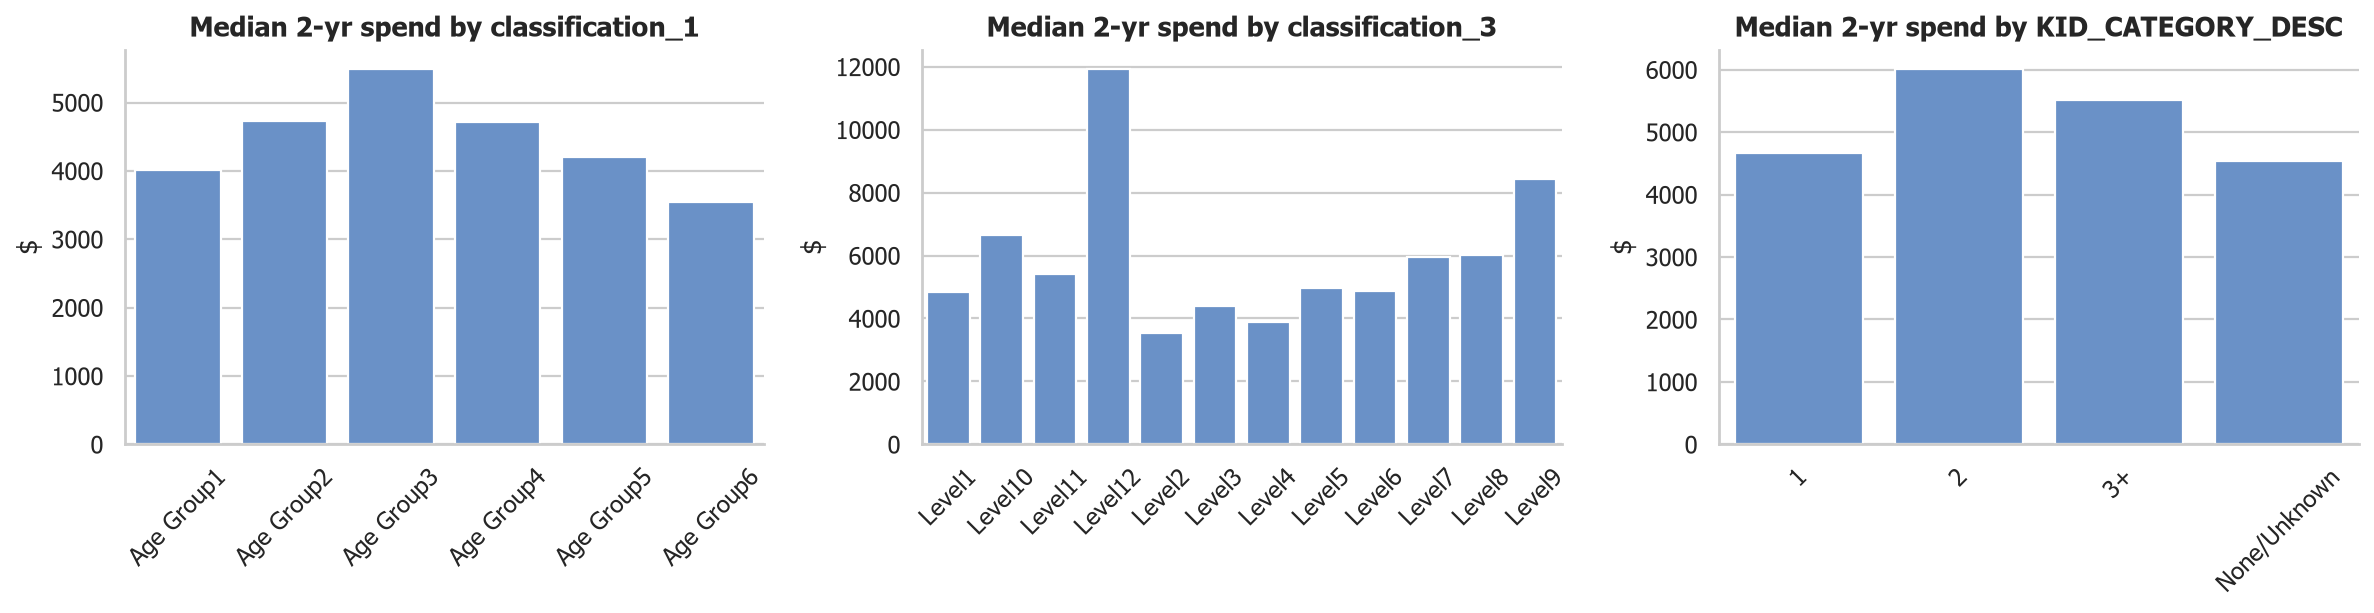 Median 2-yr spend by classification_1
$
5000
4000
3000
2000
1000
0
Age Group1
Age Group2
Age Group3
Age Group4
Age Group5
Age Group6
Median 2-yr spend by classification_3
$
12000
10000
8000
6000
4000
2000
0
Level1
Level10
Level11
Level12
Level2
Level3
Level4
Level5
Level6
Level7
Level8
Level9
Median 2-yr spend by KID_CATEGORY_DESC
$
6000
5000
4000
3000
2000
1000
0
1
2
3+
None/Unknown